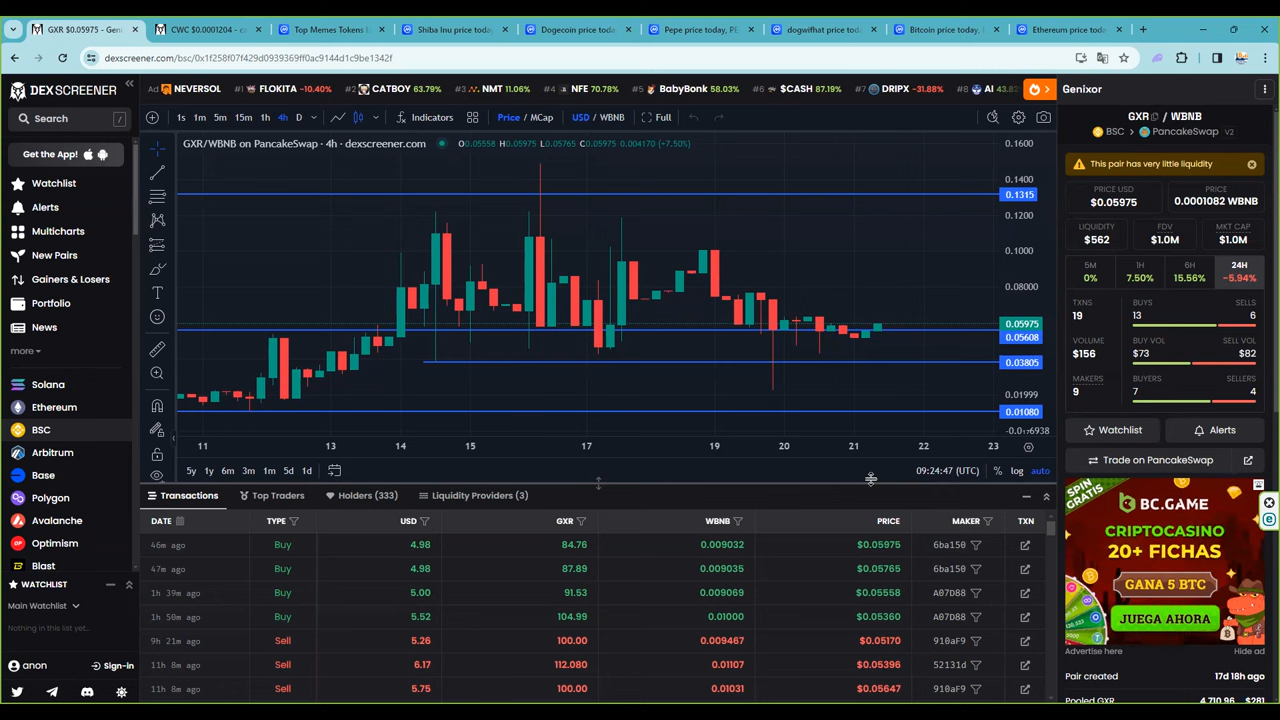 GXR $0.05975 - Geni
CWC $0.0001204 - c
Top Memes Tokens
Shiba Inu price today
Dogecoin price today
Pepe price today, PE
dogwifhat price toda
Bitcoin price today,
Ethereum price toda
dexscreener.com/bsc/0x1f258f07f429d0939369ff0ac9144d1c9be1342f
DEX SCREENER
Search /
Get the App!
Watchlist
Alerts
Multicharts
New Pairs
Gainers & Losers
Portfolio
News
more
Solana
Ethereum
BSC
Arbitrum
Base
Polygon
Avalanche
Optimism
Blast
WATCHLIST
Main Watchlist
Nothing in this list yet...
anon Sign-in
Ad NEVERSOL #1 FLOKITA -10.40% #2 CATBOY 63.79% #3 NMT 11.06% #4 NFE 70.78% #5 BabyBonk 58.03% #6 $CASH 87.19% #7 DRIPX -31.88% #8 AI 43.82
1s 1m 5m 15m 1h 4h D Indicators Price / MCap USD / WBNB Full
GXR/WBNB on PancakeSwap · 4h · dexscreener.com O0.05558 H0.05975 L0.05765 C0.05975 0.004170 (+7.50%)
0.1600
0.1400
0.1315
0.1200
0.1000
0.08000
0.05975
0.05608
0.03805
0.01999
0.01080
11 13 14 15 17 19 20 21 22 23
5y 1y 6m 3m 1m 5d 1d 09:24:47 (UTC) % log auto
Transactions Top Traders Holders (333) Liquidity Providers (3)
DATE TYPE USD GXR WBNB PRICE MAKER TXN
46m ago Buy 4.98 84.76 0.009032 $0.05975 6ba150
47m ago Buy 4.98 87.89 0.009035 $0.05765 6ba150
1h 39m ago Buy 5.00 91.53 0.009069 $0.05558 A07D88
1h 50m ago Buy 5.52 104.99 0.01000 $0.05360 A07D88
9h 21m ago Sell 5.26 100.00 0.009467 $0.05170 910aF9
11h 8m ago Sell 6.17 112.080 0.01107 $0.05396 52131d
11h 8m ago Sell 5.75 100.00 0.01031 $0.05647 910aF9
Genixor
GXR / WBNB
BSC > PancakeSwap V2
This pair has very little liquidity
PRICE USD
$0.05975
PRICE
0.0001082 WBNB
LIQUIDITY
$562
FDV
$1.0M
MKT CAP
$1.0M
5M
0%
1H
7.50%
6H
15.56%
24H
-5.94%
TXNS
19
BUYS
13
SELLS
6
VOLUME
$156
BUY VOL
$73
SELL VOL
$82
MAKERS
9
BUYERS
7
SELLERS
4
Watchlist Alerts
Trade on PancakeSwap
SPIN GRATIS
BC.GAME
CRIPTOCASINO
20+ FICHAS
GANA 5 BTC
JUEGA AHORA
Advertise here Hide ad
Pair created 17d 18h ago
Pooled GXR 4,710.96 $281